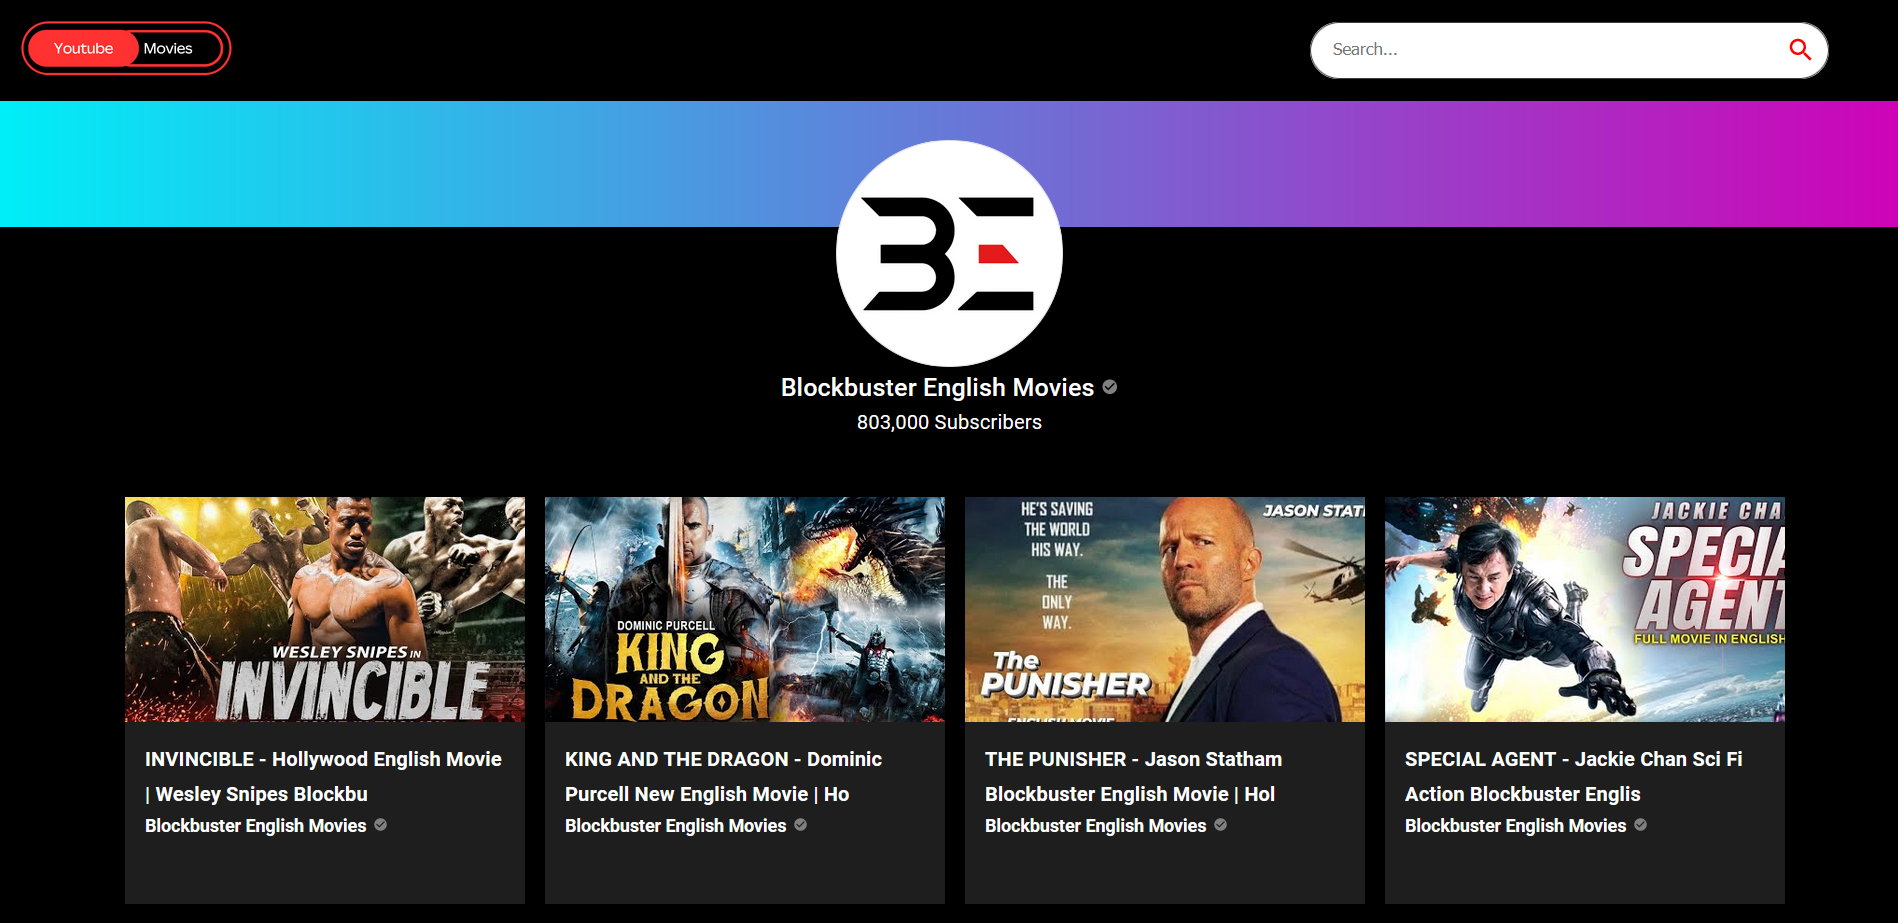 Youtube Movies
Search...
BE
Blockbuster English Movies
803,000 Subscribers
WESLEY SNIPES IN
INVINCIBLE
DOMINIC PURCELL
KING
AND THE
DRAGON
HE'S SAVING
THE WORLD
HIS WAY.
THE
ONLY
WAY.
JASON STAT
The
PUNISHER
ENGLISH MOVIE
JACKIE CHA
SPECIA
AGENT
FULL MOVIE IN ENGLISH
INVINCIBLE - Hollywood English Movie
| Wesley Snipes Blockbu
Blockbuster English Movies
KING AND THE DRAGON - Dominic
Purcell New English Movie | Ho
Blockbuster English Movies
THE PUNISHER - Jason Statham
Blockbuster English Movie | Hol
Blockbuster English Movies
SPECIAL AGENT - Jackie Chan Sci Fi
Action Blockbuster Englis
Blockbuster English Movies